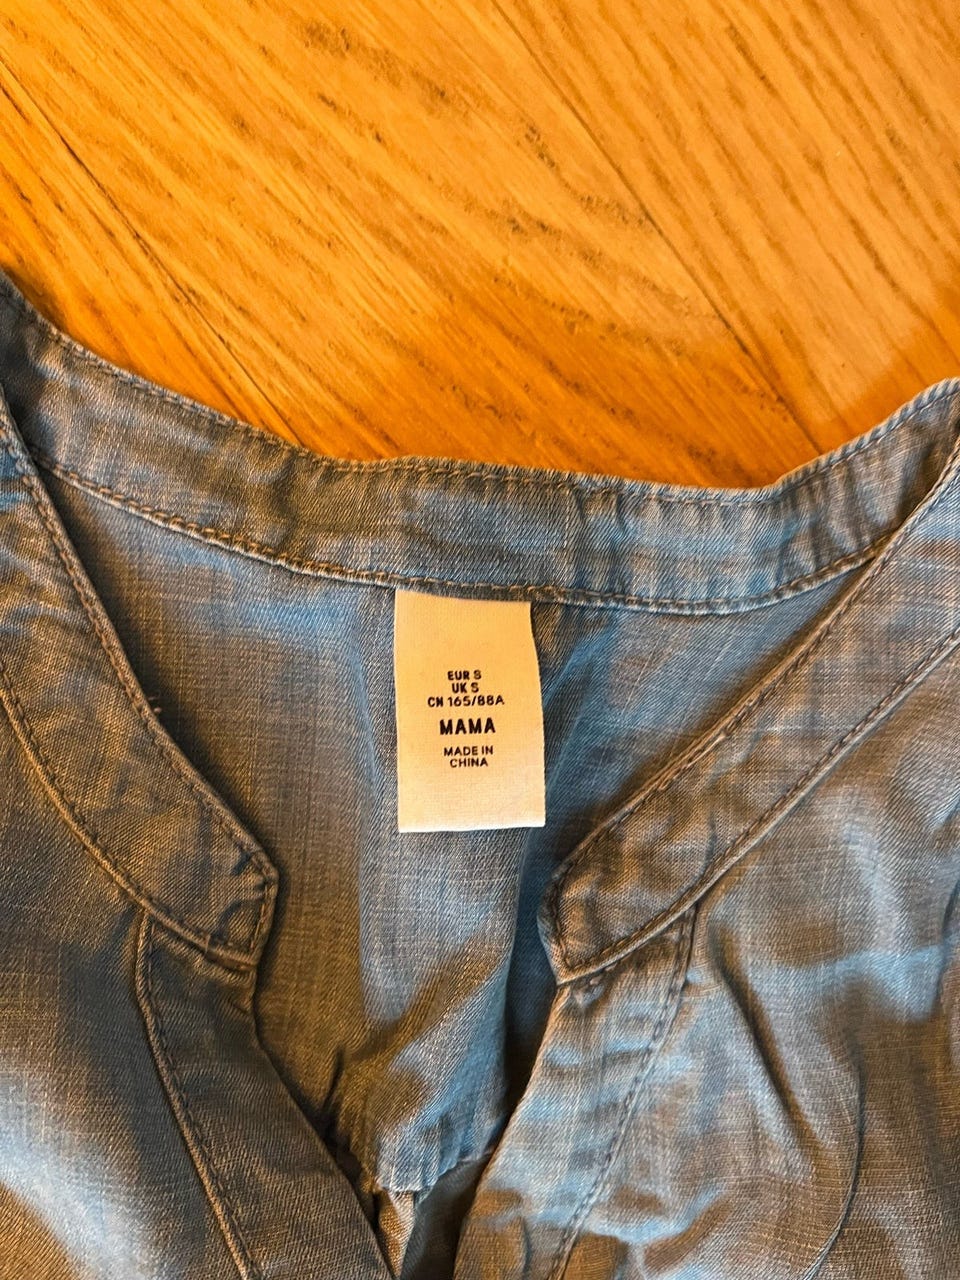 EUR S
UK S
CN 165/88A
MAMA
MADE IN
CHINA